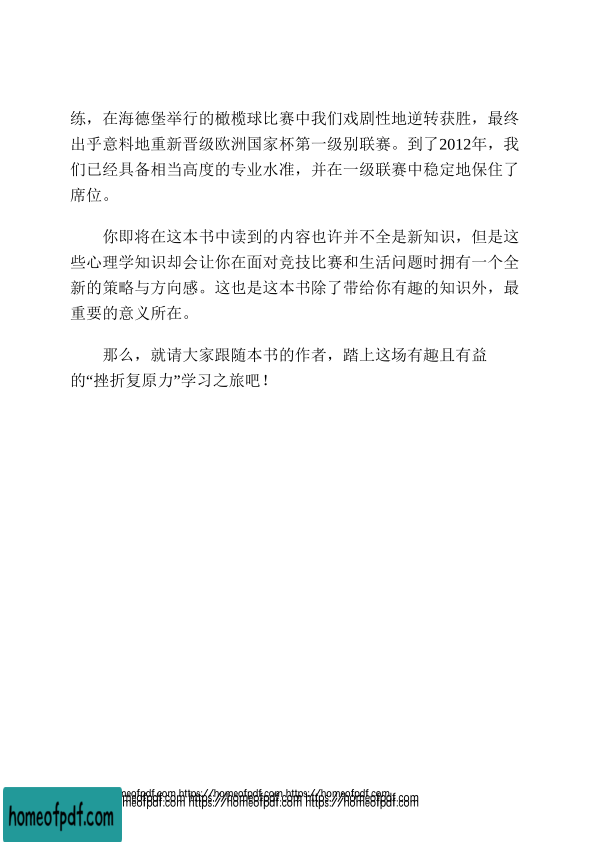 练，在海德堡举行的橄榄球比赛中我们戏剧性地逆转获胜，最终
出乎意料地重新晋级欧洲国家杯第一级别联赛。到了2012年，我
们已经具备相当高度的专业水准，并在一级联赛中稳定地保住了
席位。
你即将在这本书中读到的内容也许并不全是新知识，但是这
些心理学知识却会让你在面对竞技比赛和生活问题时拥有一个全
新的策略与方向感。这也是这本书除了带给你有趣的知识外，最
重要的意义所在。
那么，就请大家跟随本书的作者，踏上这场有趣且有益
的“挫折复原力”学习之旅吧！
meofpdf.com https://homeofpdf.com https://homeofpdf.com
meofpdf.com https://homeofpdf.com https://homeofpdf.com
homeofpdf.com